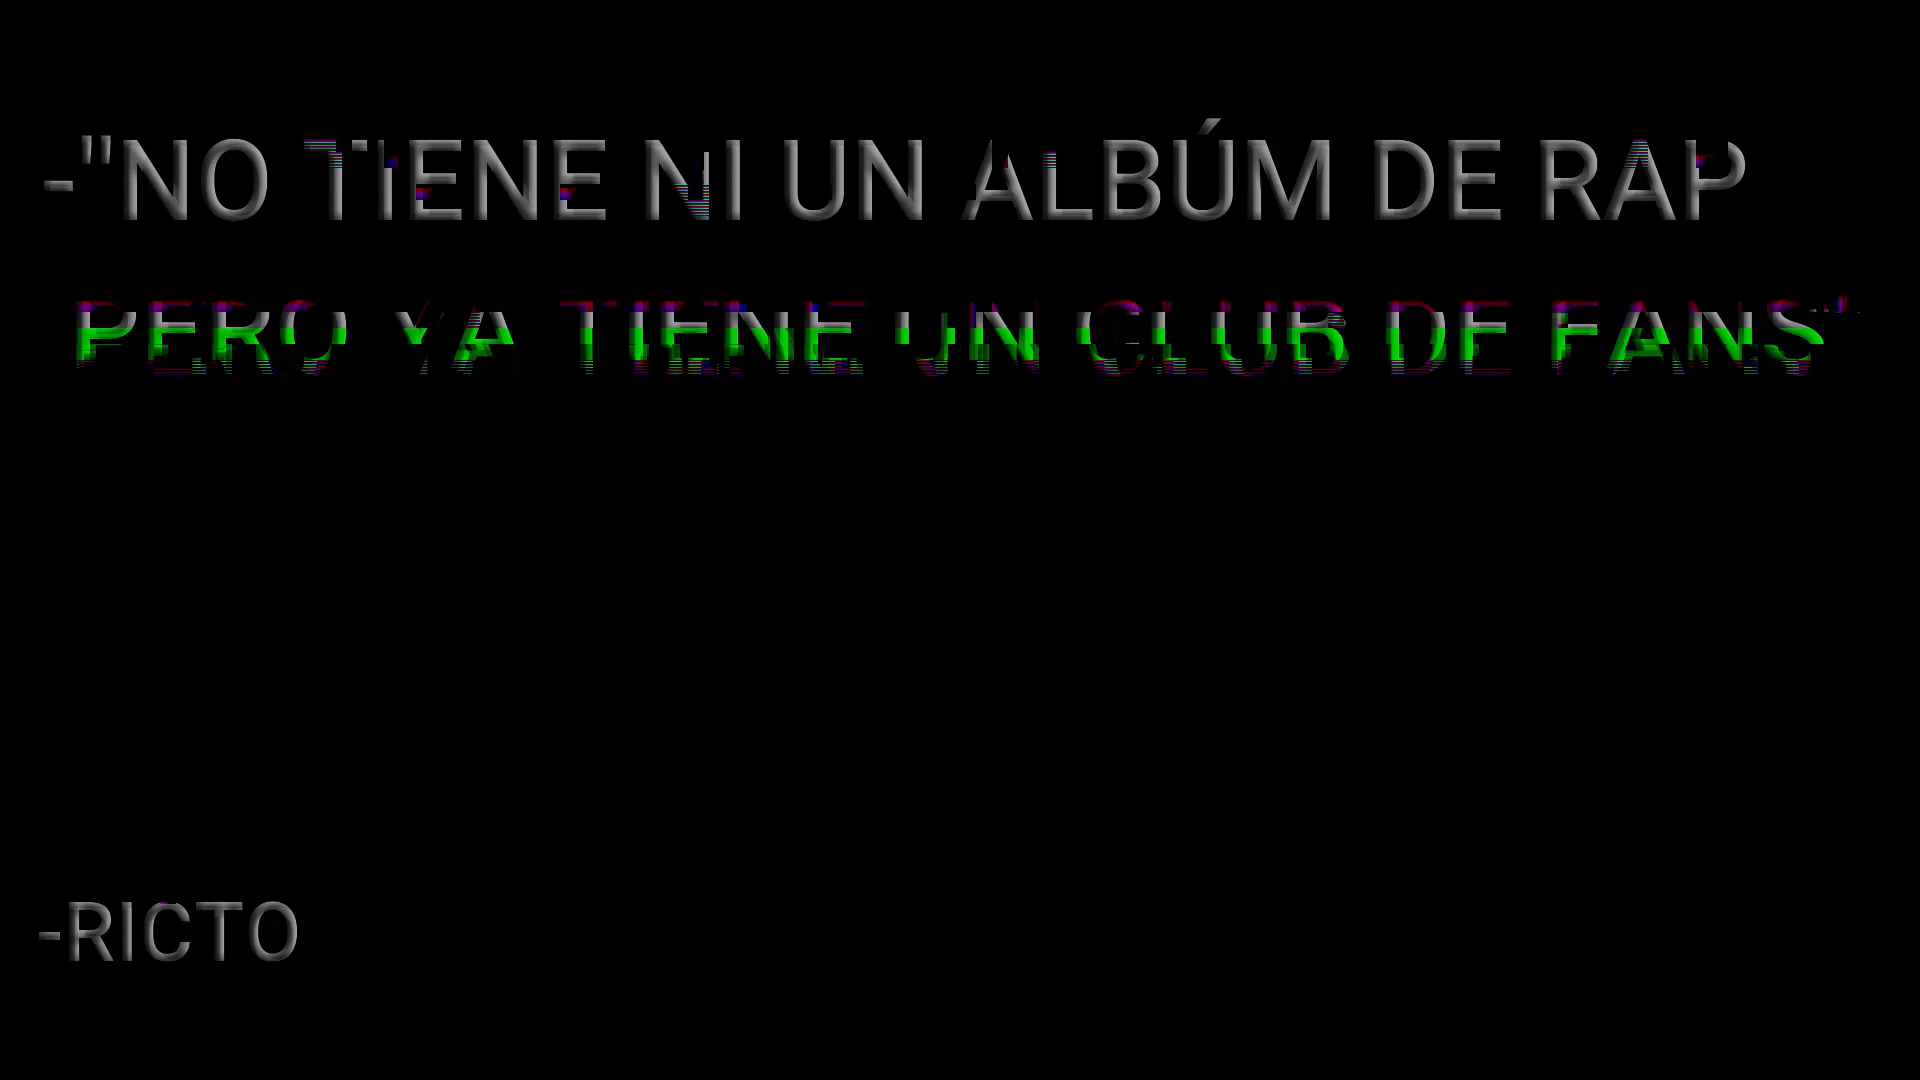 -"NO TIENE NI UN ALBÚM DE RAP
PERO YA TIENE UN CLUB DE FANS"
-RICTO